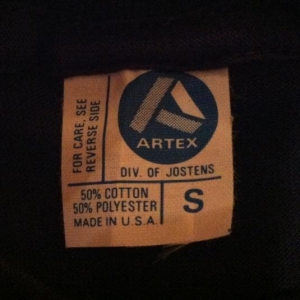 FOR CARE, SEE
REVERSE SIDE
ARTEX
DIV. OF JOSTENS
50% COTTON
50% POLYESTER
MADE IN U.S.A.
S